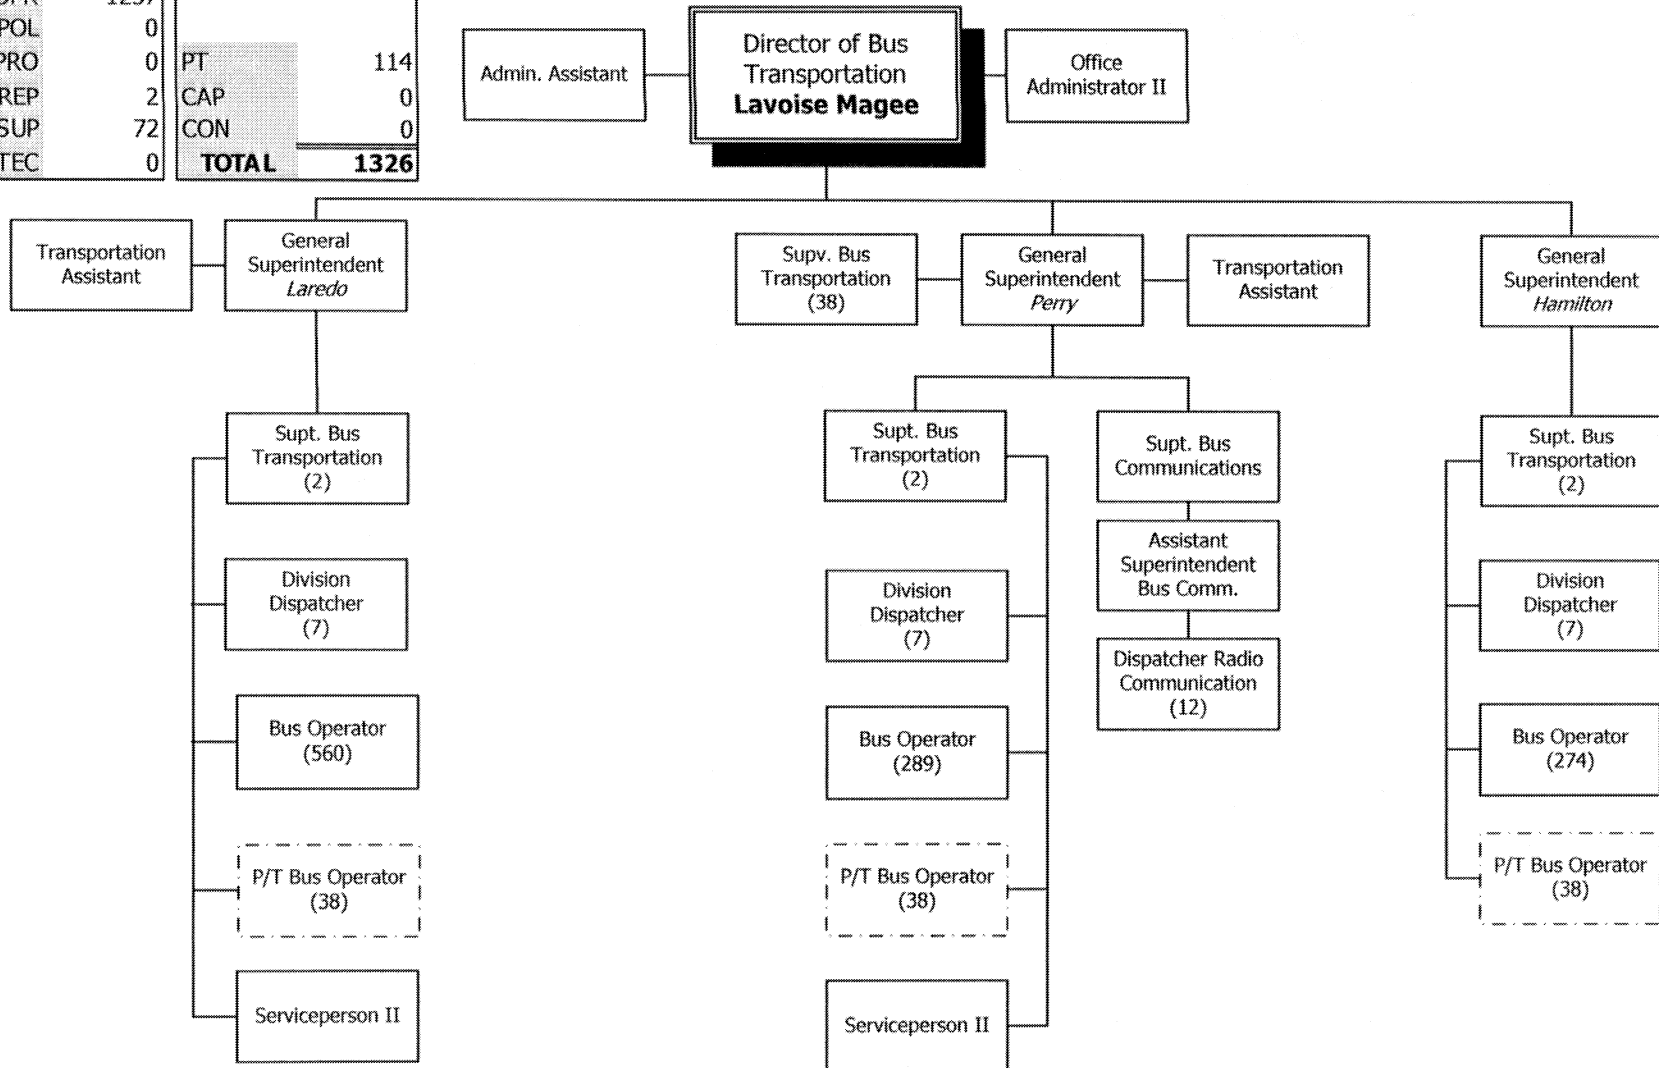 1237
POL 0
PRO 0 PT 114
REP 2 CAP 0
SUP 72 CON 0
TEC 0 TOTAL 1326
Admin. Assistant
Director of Bus
Transportation
Lavoise Magee
Office
Administrator II
Transportation
Assistant
General
Superintendent
Laredo
Supv. Bus
Transportation
(38)
General
Superintendent
Perry
Transportation
Assistant
General
Superintendent
Hamilton
Supt. Bus
Transportation
(2)
Division
Dispatcher
(7)
Bus Operator
(560)
P/T Bus Operator
(38)
Serviceperson II
Supt. Bus
Transportation
(2)
Division
Dispatcher
(7)
Bus Operator
(289)
P/T Bus Operator
(38)
Serviceperson II
Supt. Bus
Communications
Assistant
Superintendent
Bus Comm.
Dispatcher Radio
Communication
(12)
Supt. Bus
Transportation
(2)
Division
Dispatcher
(7)
Bus Operator
(274)
P/T Bus Operator
(38)